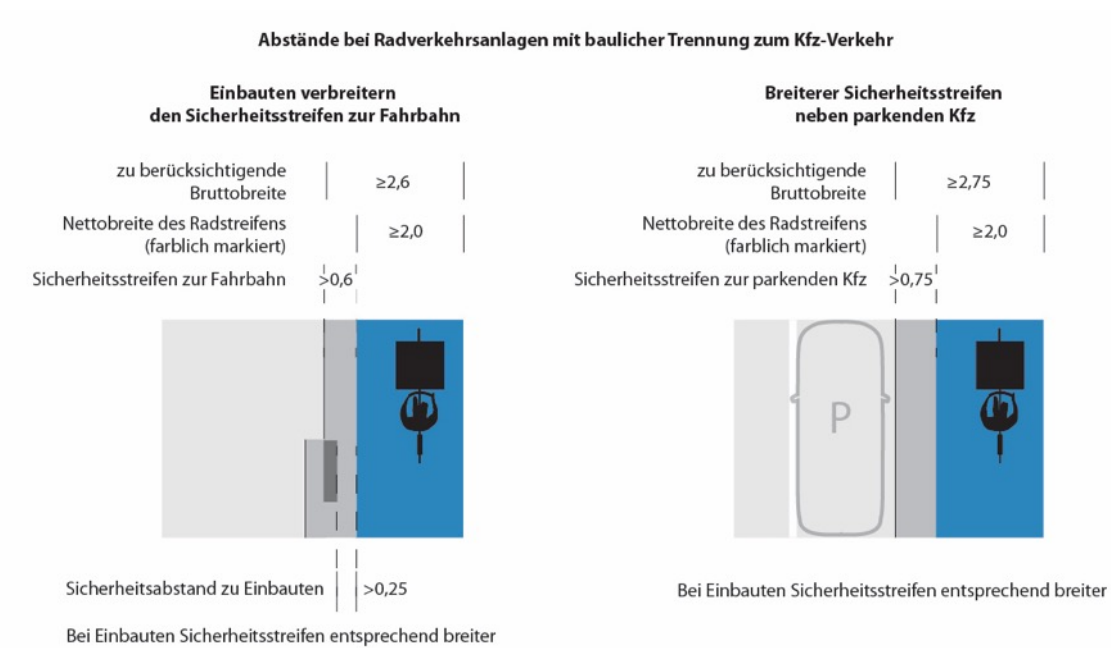 Abstände bei Radverkehrsanlagen mit baulicher Trennung zum Kfz-Verkehr
Einbauten verbreitern
den Sicherheitsstreifen zur Fahrbahn
zu berücksichtigende
Bruttobreite
≥2,6
Nettobreite des Radstreifens
(farblich markiert)
≥2,0
Sicherheitsstreifen zur Fahrbahn
>0,6
Sicherheitsabstand zu Einbauten
>0,25
Bei Einbauten Sicherheitsstreifen entsprechend breiter
Breiterer Sicherheitsstreifen
neben parkenden Kfz
zu berücksichtigende
Bruttobreite
≥2,75
Nettobreite des Radstreifens
(farblich markiert)
≥2,0
Sicherheitsstreifen zur parkenden Kfz
>0,75
P
Bei Einbauten Sicherheitsstreifen entsprechend breiter